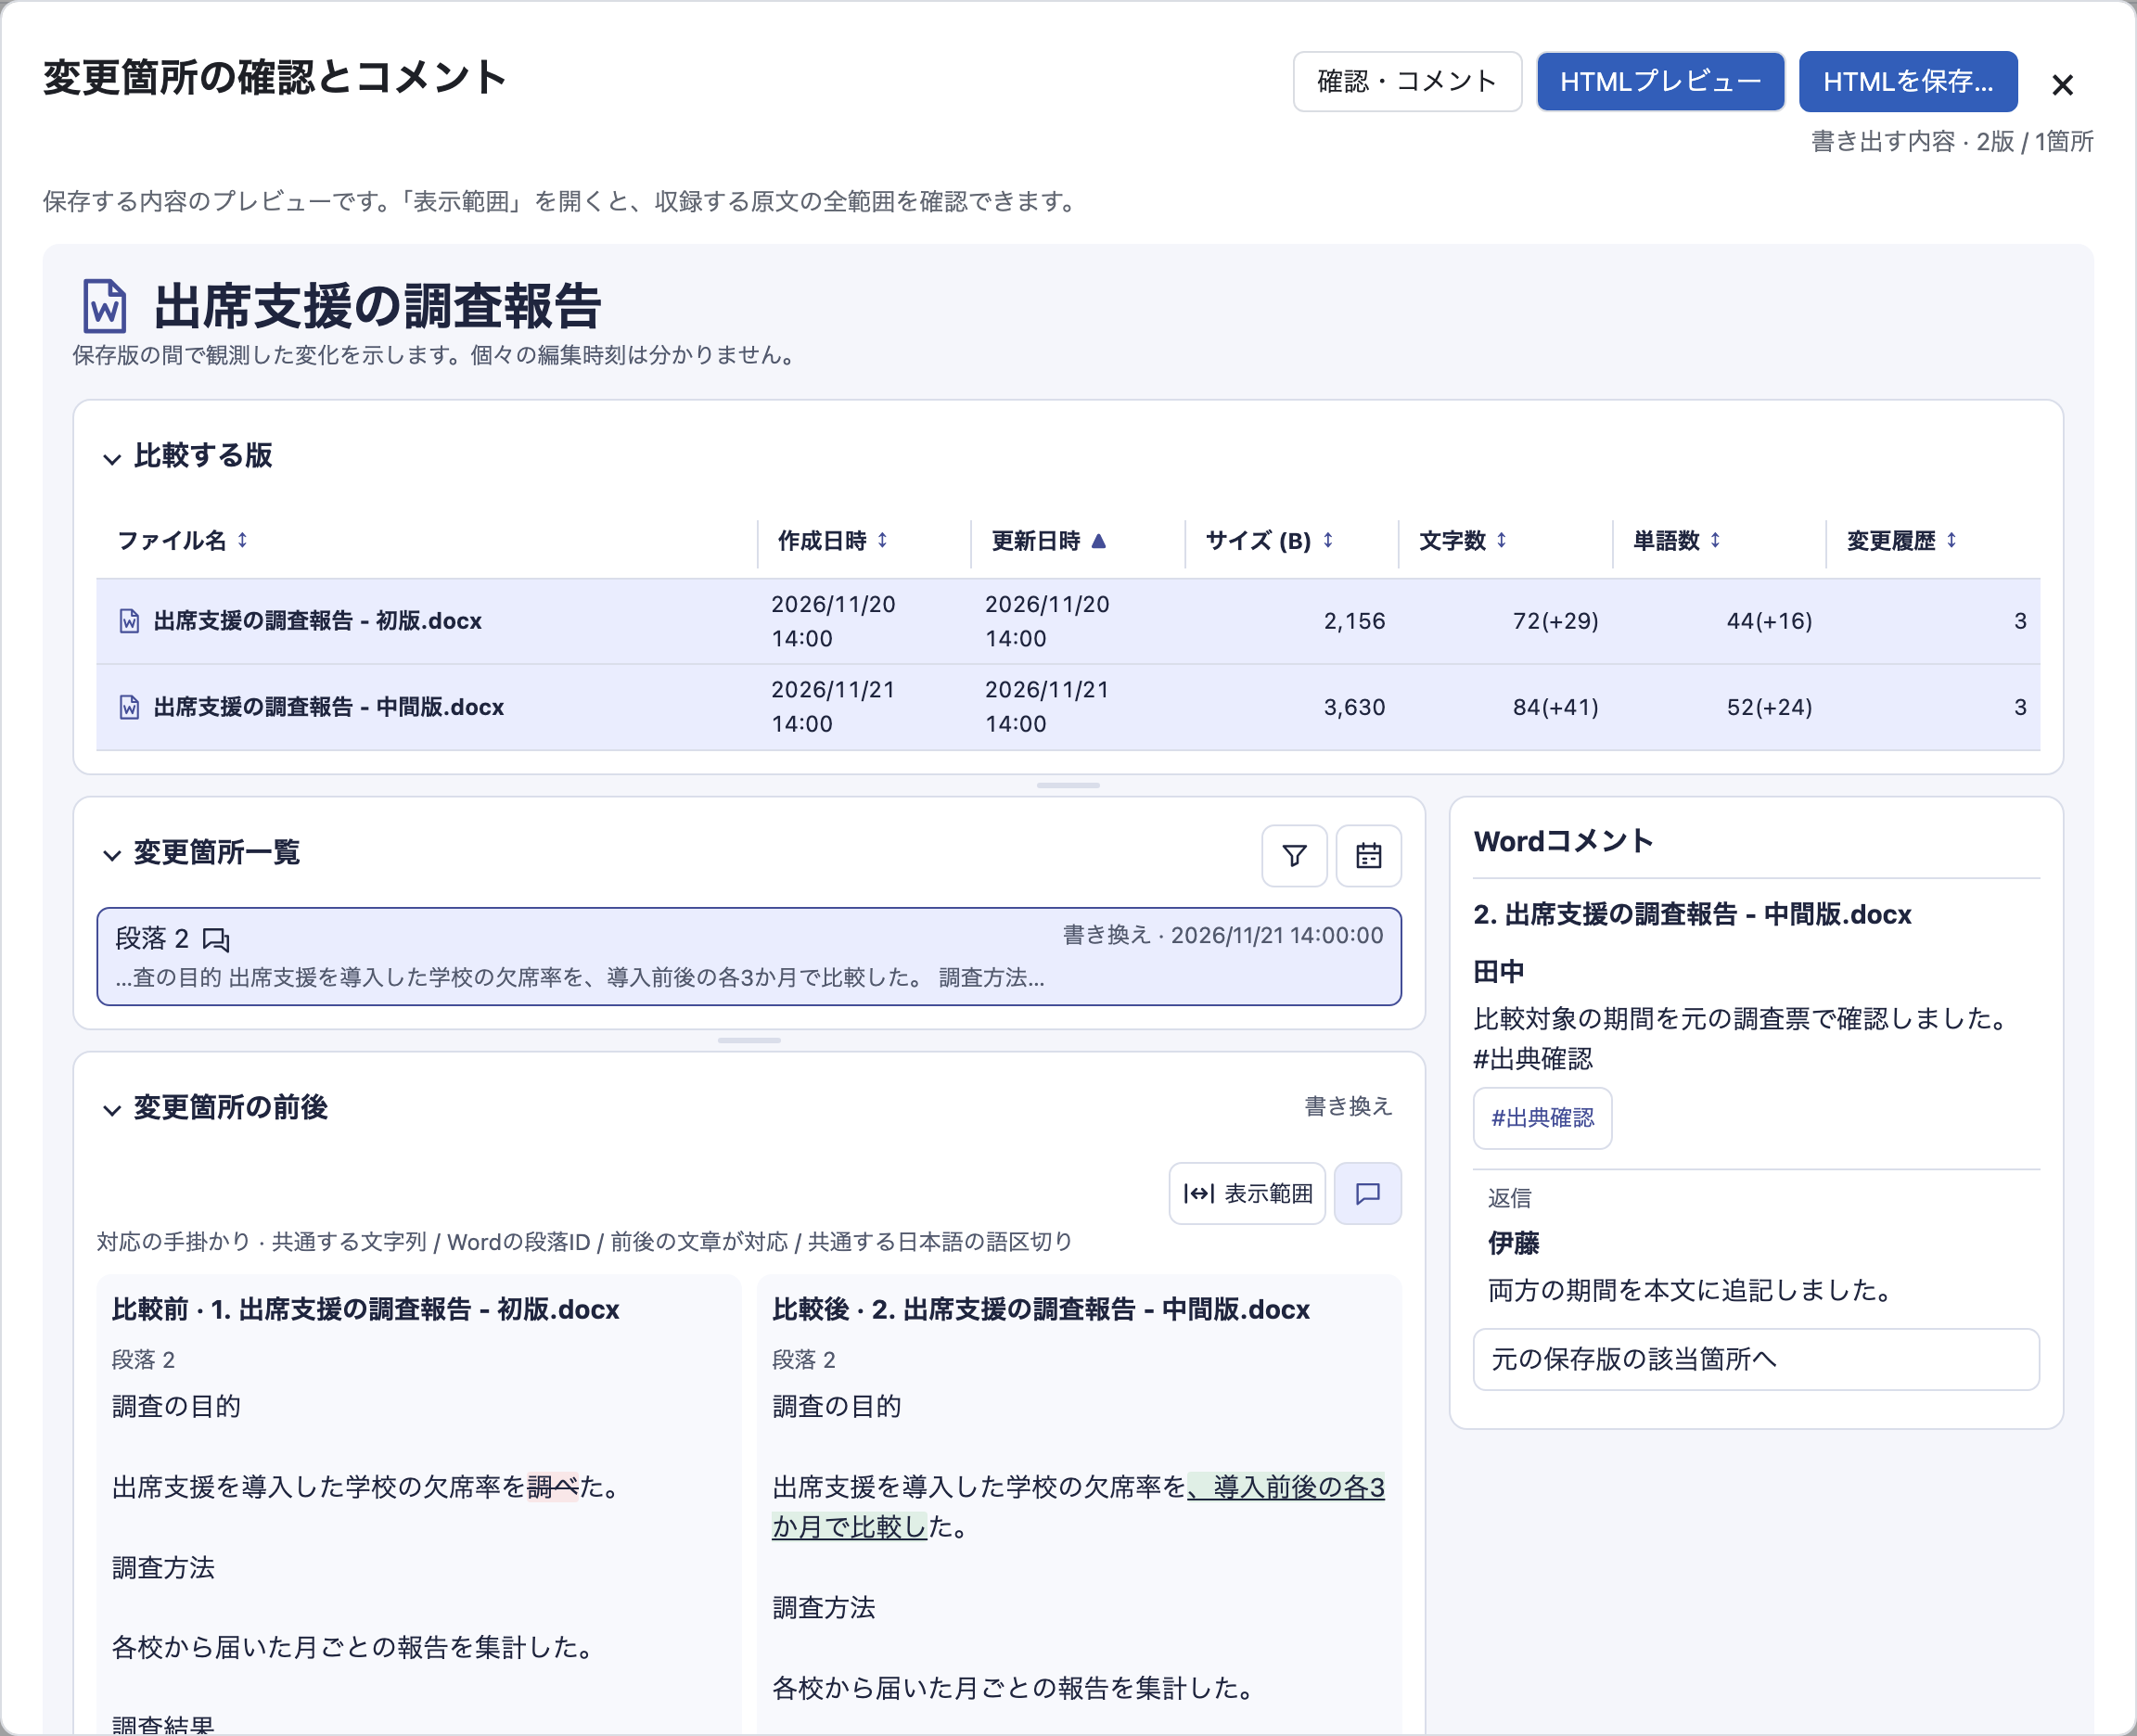 変更箇所の確認とコメント
確認・コメント
HTMLプレビュー
HTMLを保存...
×
書き出す内容 · 2版 / 1箇所
保存する内容のプレビューです。「表示範囲」を開くと、収録する原文の全範囲を確認できます。
出席支援の調査報告
保存版の間で観測した変化を示します。個々の編集時刻は分かりません。
比較する版
ファイル名 作成日時 更新日時 サイズ (B) 文字数 単語数 変更履歴
出席支援の調査報告 - 初版.docx 2026/11/20 14:00 2026/11/20 14:00 2,156 72(+29) 44(+16) 3
出席支援の調査報告 - 中間版.docx 2026/11/21 14:00 2026/11/21 14:00 3,630 84(+41) 52(+24) 3
変更箇所一覧
段落 2
書き換え · 2026/11/21 14:00:00
...査の目的 出席支援を導入した学校の欠席率を、導入前後の各3か月で比較した。 調査方法...
変更箇所の前後
書き換え
表示範囲
対応の手掛かり · 共通する文字列 / Wordの段落ID / 前後の文章が対応 / 共通する日本語の語区切り
比較前 · 1. 出席支援の調査報告 - 初版.docx
段落 2
調査の目的
出席支援を導入した学校の欠席率を調べた。
調査方法
各校から届いた月ごとの報告を集計した。
調査結果
比較後 · 2. 出席支援の調査報告 - 中間版.docx
段落 2
調査の目的
出席支援を導入した学校の欠席率を、導入前後の各3
か月で比較した。
調査方法
各校から届いた月ごとの報告を集計した。
Wordコメント
2. 出席支援の調査報告 - 中間版.docx
田中
比較対象の期間を元の調査票で確認しました。
#出典確認
#出典確認
返信
伊藤
両方の期間を本文に追記しました。
元の保存版の該当箇所へ